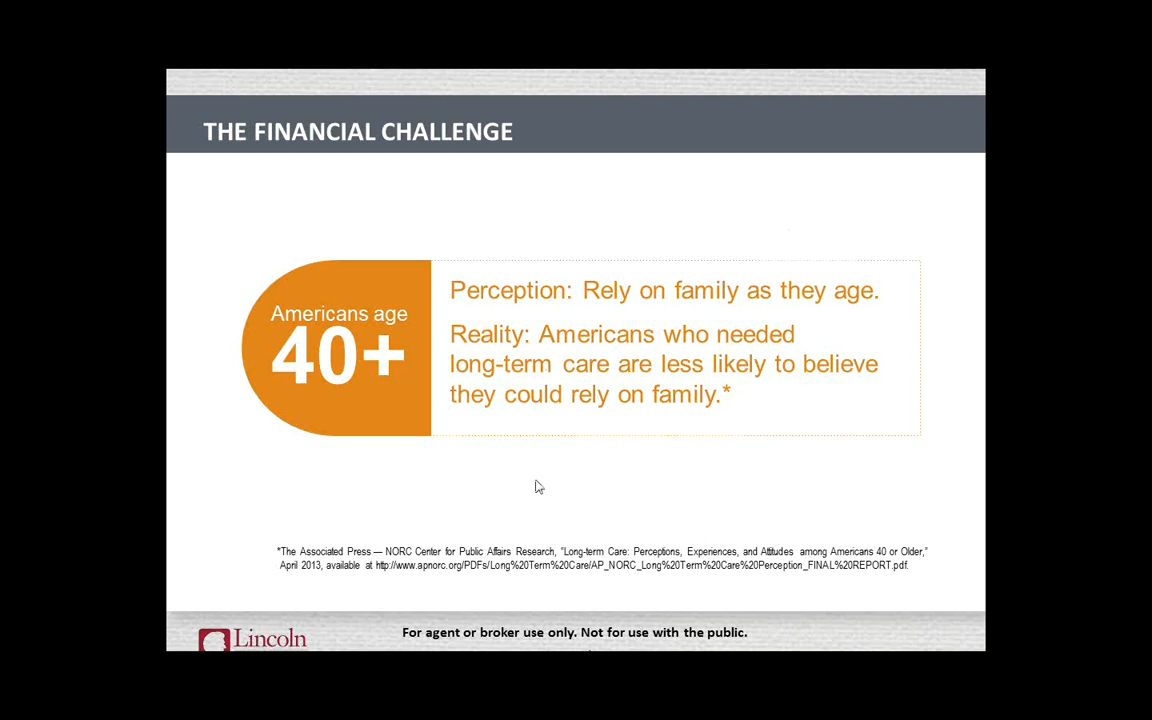 THE FINANCIAL CHALLENGE
Americans age
40+
Perception: Rely on family as they age.
Reality: Americans who needed
long-term care are less likely to believe
they could rely on family.*
*The Associated Press — NORC Center for Public Affairs Research, "Long-term Care: Perceptions, Experiences, and Attitudes among Americans 40 or Older,"
April 2013, available at http://www.apnorc.org/PDFs/Long%20Term%20Care/AP_NORC_Long%20Term%20Care%20Perception_FINAL%20REPORT.pdf.
Lincoln
For agent or broker use only. Not for use with the public.